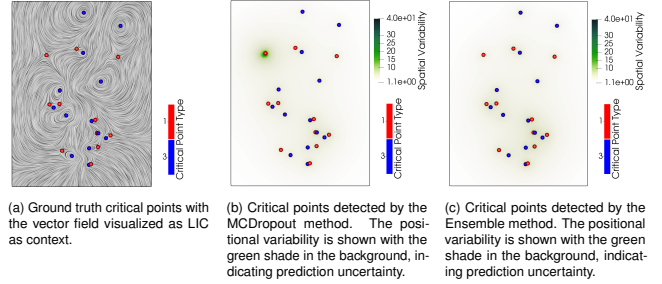 1
3
Critical Point Type
4.0e+01
30
25
20
15
10
1.1e+00
Spatial Variability
1
3
Critical Point Type
4.0e+01
30
25
20
15
10
1.1e+00
Spatial Variability
1
3
Critical Point Type
(a) Ground truth critical points with
the vector field visualized as LIC
as context.
(b) Critical points detected by the
MCDropout method. The posi-
tional variability is shown with the
green shade in the background, in-
dicating prediction uncertainty.
(c) Critical points detected by the
Ensemble method. The positional
variability is shown with the green
shade in the background, indicat-
ing prediction uncertainty.